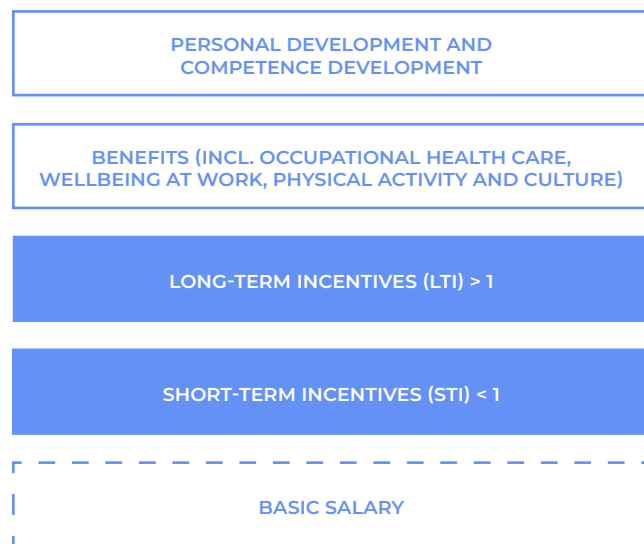 PERSONAL DEVELOPMENT AND
COMPETENCE DEVELOPMENT
BENEFITS (INCL. OCCUPATIONAL HEALTH CARE,
WELLBEING AT WORK, PHYSICAL ACTIVITY AND CULTURE)
LONG-TERM INCENTIVES (LTI) > 1
SHORT-TERM INCENTIVES (STI) < 1
BASIC SALARY